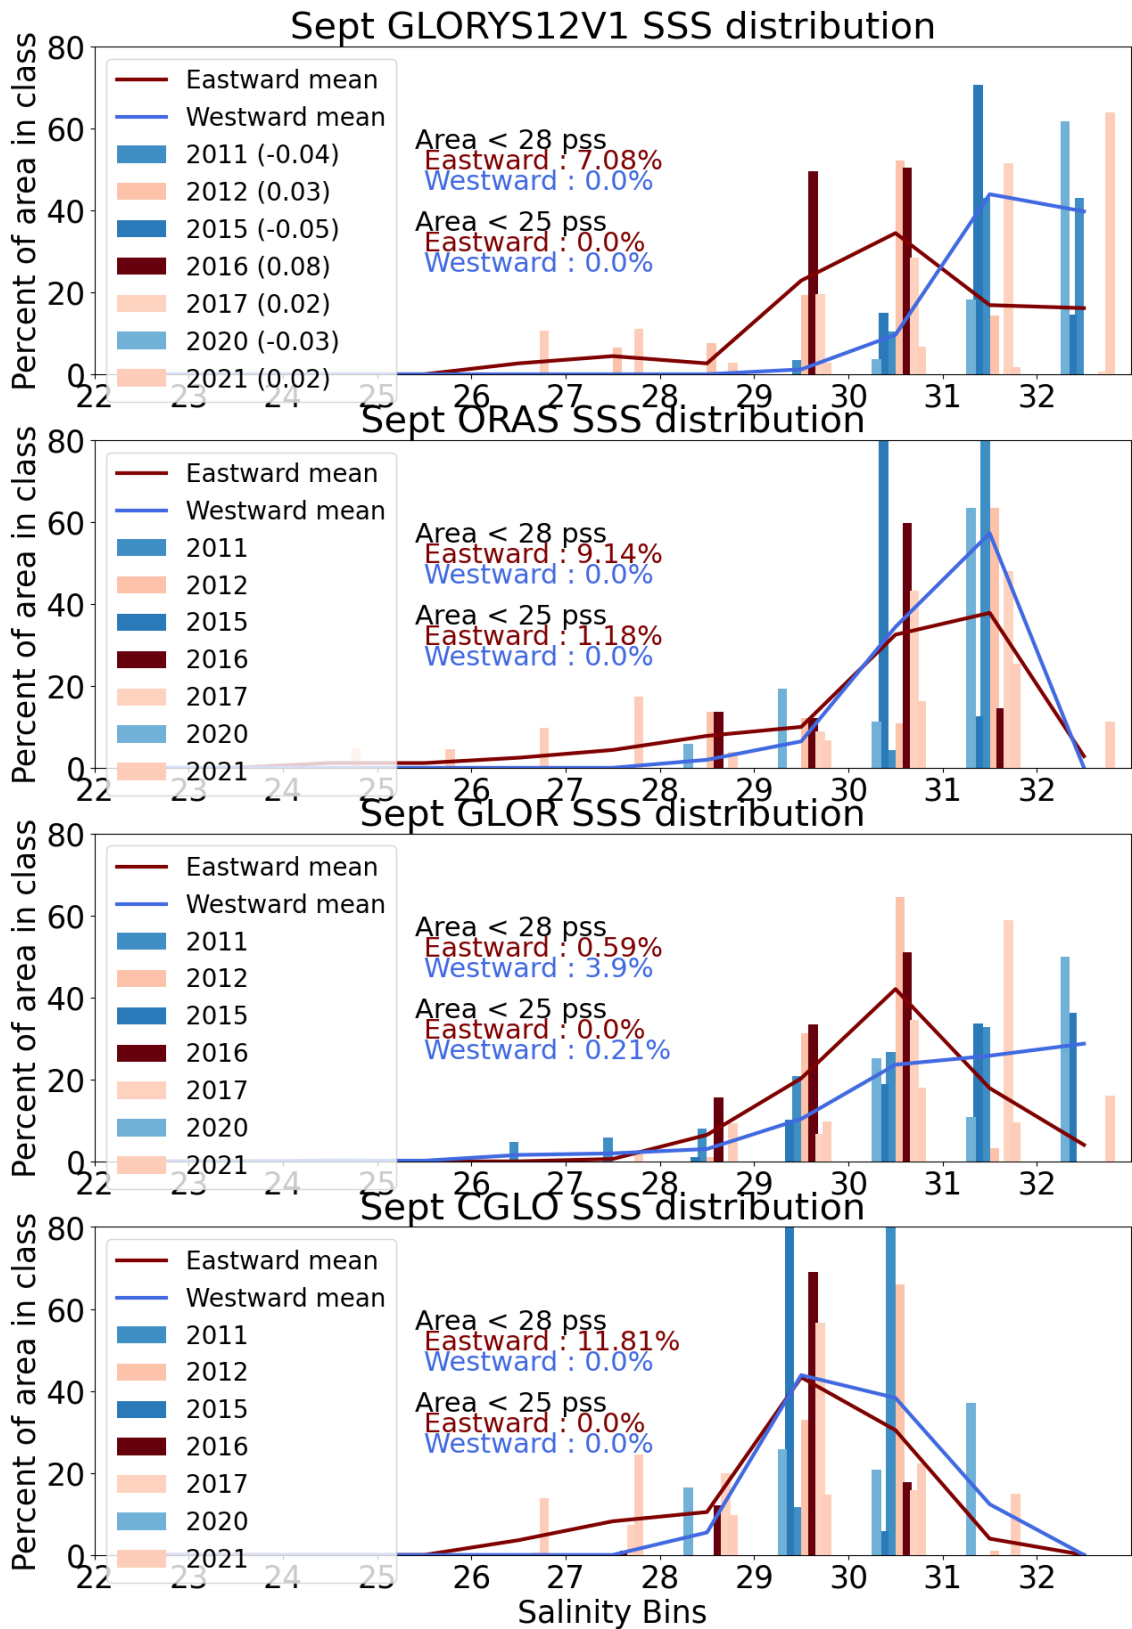 Sept GLORYS12V1 SSS distribution
Percent of area in class
80
60
40
20
0
Eastward mean
Westward mean
2011 (-0.04)
2012 (0.03)
2015 (-0.05)
2016 (0.08)
2017 (0.02)
2020 (-0.03)
2021 (0.02)
Area < 28 pss
Eastward : 7.08%
Westward : 0.0%
Area < 25 pss
Eastward : 0.0%
Westward : 0.0%
22 23 24 25 26 27 28 29 30 31 32
Sept ORAS SSS distribution
Percent of area in class
80
60
40
20
0
Eastward mean
Westward mean
2011
2012
2015
2016
2017
2020
2021
Area < 28 pss
Eastward : 9.14%
Westward : 0.0%
Area < 25 pss
Eastward : 1.18%
Westward : 0.0%
22 23 24 25 26 27 28 29 30 31 32
Sept GLOR SSS distribution
Percent of area in class
80
60
40
20
0
Eastward mean
Westward mean
2011
2012
2015
2016
2017
2020
2021
Area < 28 pss
Eastward : 0.59%
Westward : 3.9%
Area < 25 pss
Eastward : 0.0%
Westward : 0.21%
22 23 24 25 26 27 28 29 30 31 32
Sept CGLO SSS distribution
Percent of area in class
80
60
40
20
0
Eastward mean
Westward mean
2011
2012
2015
2016
2017
2020
2021
Area < 28 pss
Eastward : 11.81%
Westward : 0.0%
Area < 25 pss
Eastward : 0.0%
Westward : 0.0%
22 23 24 25 26 27 28 29 30 31 32
Salinity Bins